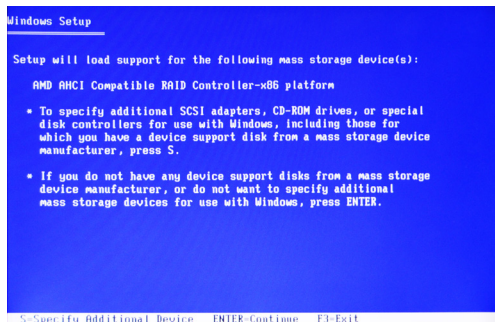 Windows Setup
Setup will load support for the following mass storage device(s):
AMD AHCI Compatible RAID Controller-x86 platform
* To specify additional SCSI adapters, CD-ROM drives, or special
disk controllers for use with Windows, including those for
which you have a device support disk from a mass storage device
manufacturer, press S.
* If you do not have any device support disks from a mass storage
device manufacturer, or do not want to specify additional
mass storage devices for use with Windows, press ENTER.
S=Specify Additional Device ENTER=Continue F3=Exit